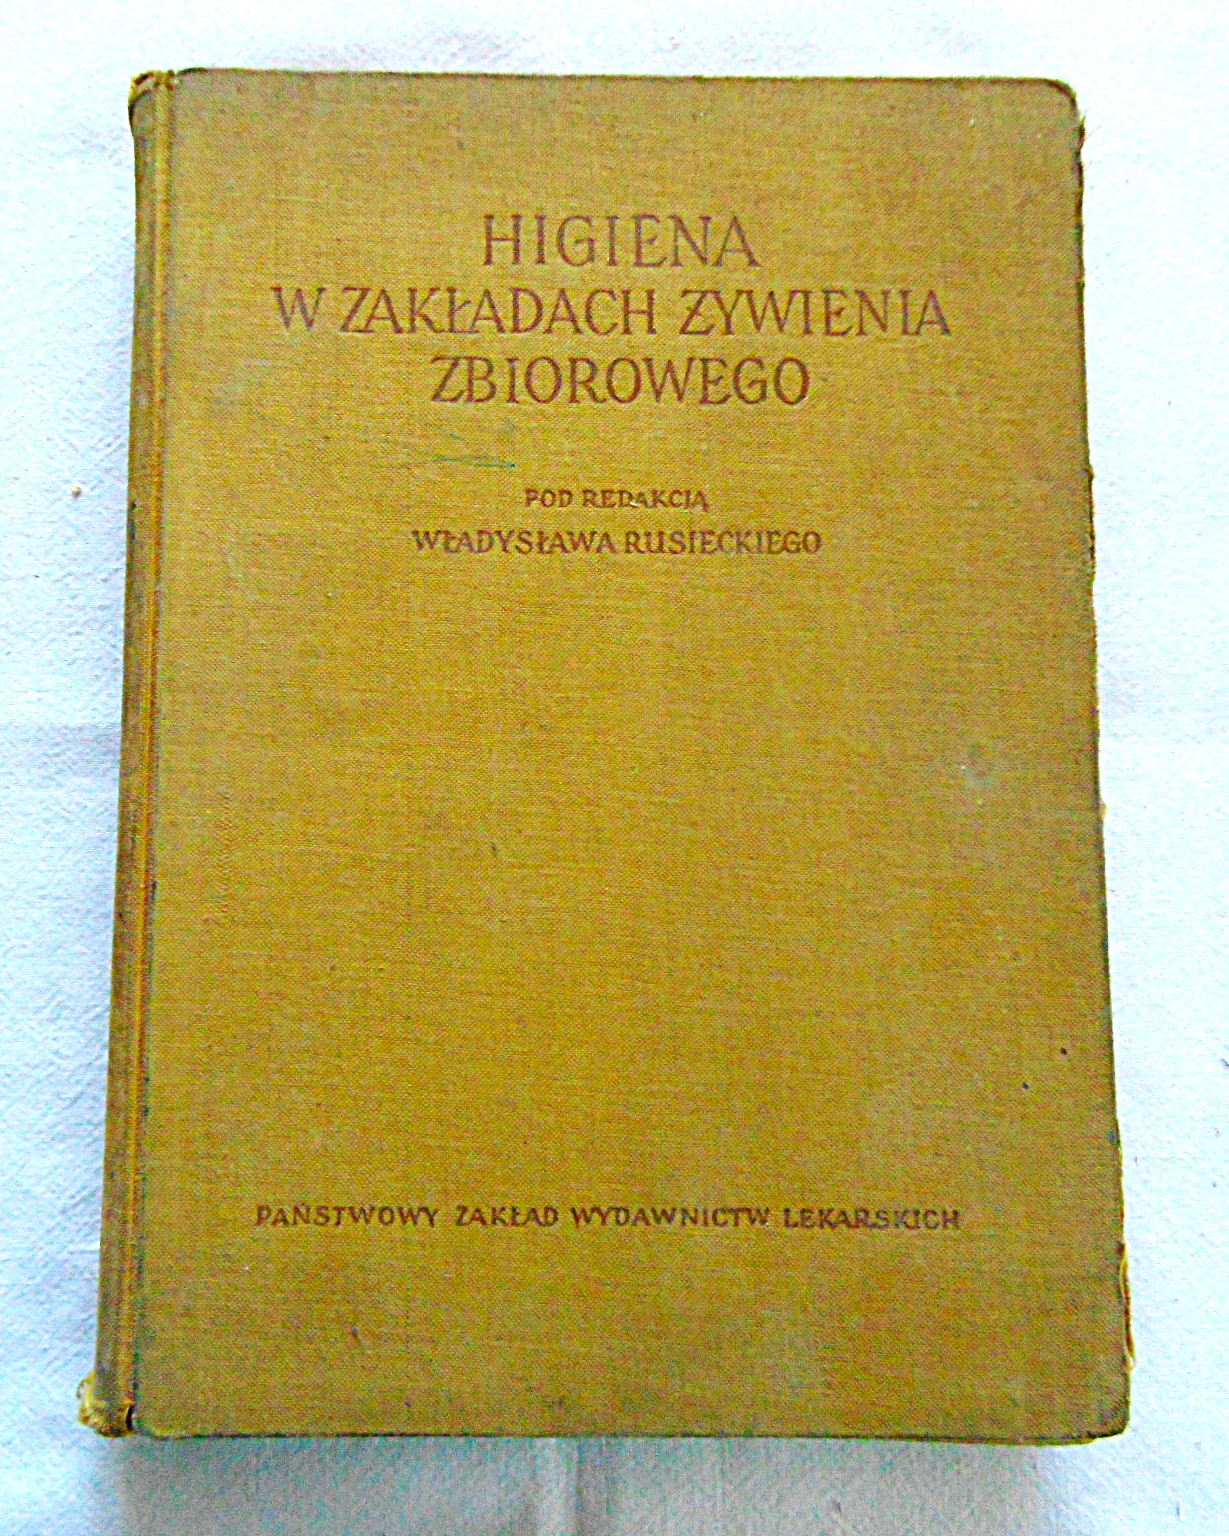 HIGIENA
W ZAKŁADACH ŻYWIENIA
ZBIOROWEGO
POD REDAKCJĄ
WŁADYSŁAWA RUSIECKIEGO
PAŃSTWOWY ZAKŁAD WYDAWNICTW LEKARSKICH